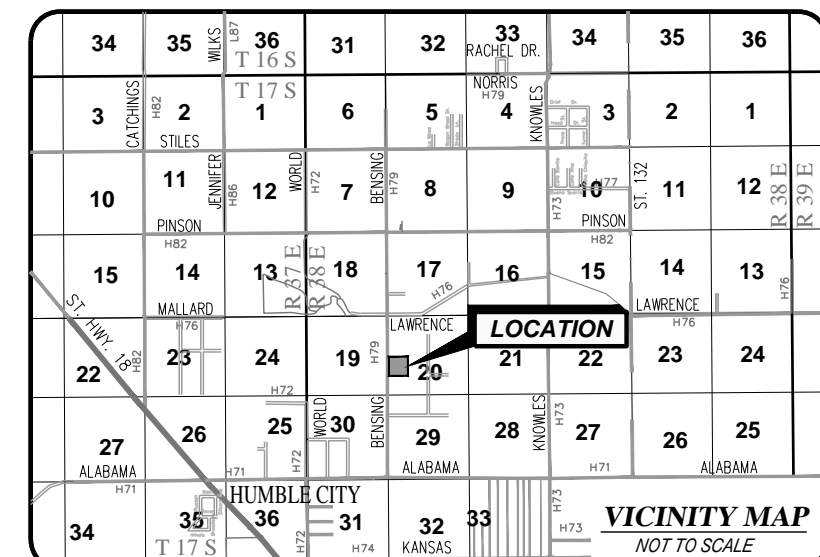 34 35 WILKS L87 36 31 32 33 34 35 36
RACHEL DR.
T 16 S
T 17 S
NORRIS
H79
3 CATCHINGS H82 2 1 6 5 4 KNOWLES 3 2 1
STILES
10 11 JENNIFER H86 12 WORLD H72 7 BENSING H79 8 9 H73 10 H77 ST. 132 11 12 R 38 E R 39 E
PINSON PINSON
H82 H82
15 14 13 R 37 E R 38 E 18 17 H76 16 15 14 13 H76
MALLARD LAWRENCE
H76 LAWRENCE H76
ST. HWY. 18
LOCATION
22 H82 23 24 19 H79 20 21 22 23 24
H72
27 26 25 WORLD 30 BENSING 29 28 KNOWLES H73 27 26 25
H72
ALABAMA ALABAMA ALABAMA
H71 H71 H71
HUMBLE CITY
34 35 36 H72 31 32 33 H73
T 17 S H74 KANSAS H73
VICINITY MAP
NOT TO SCALE